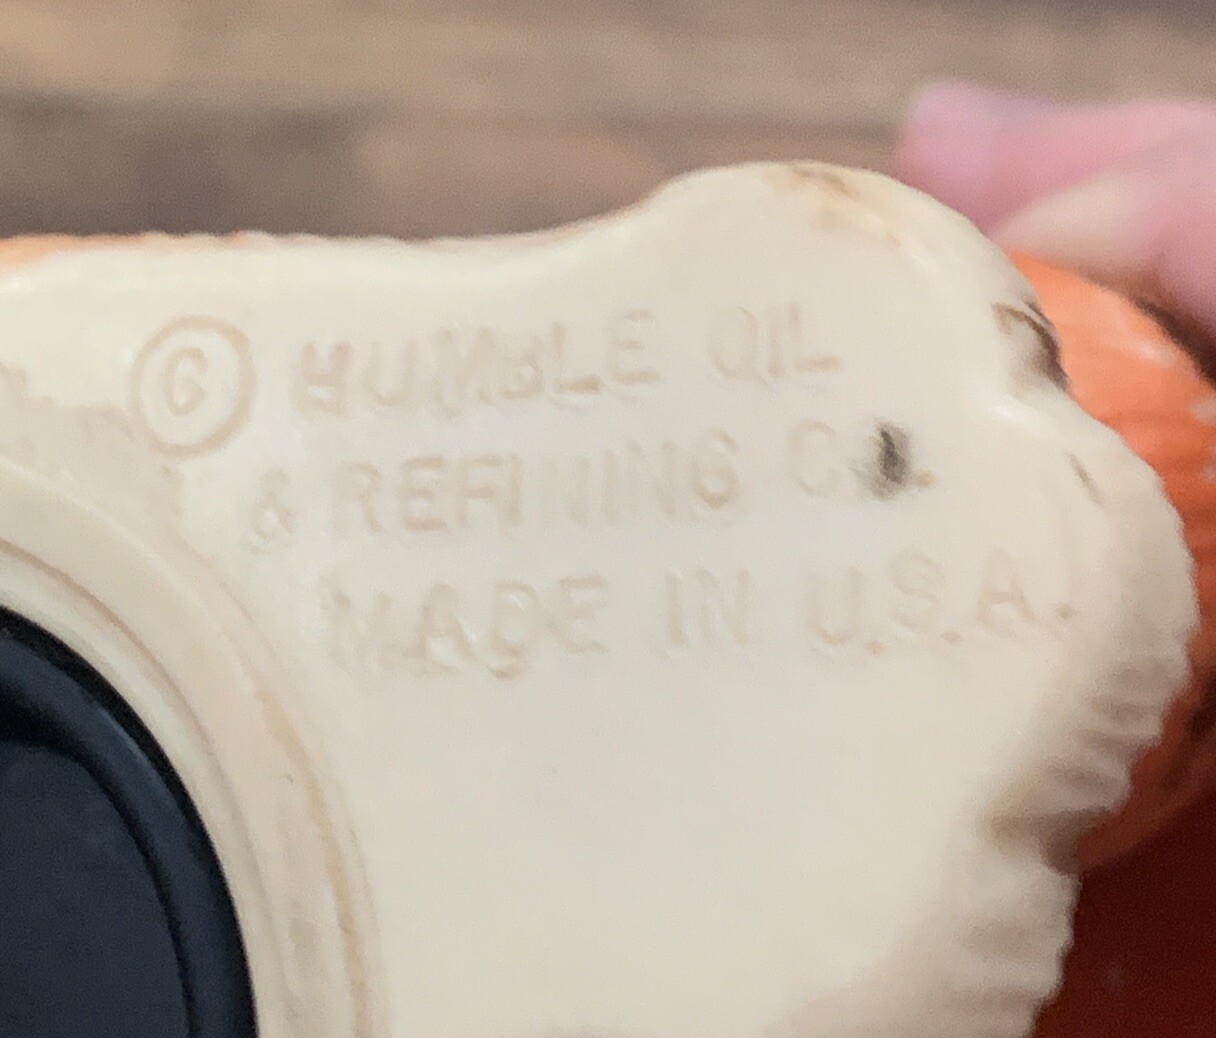 © HUMBLE OIL
& REFINING CO.
MADE IN U.S.A.